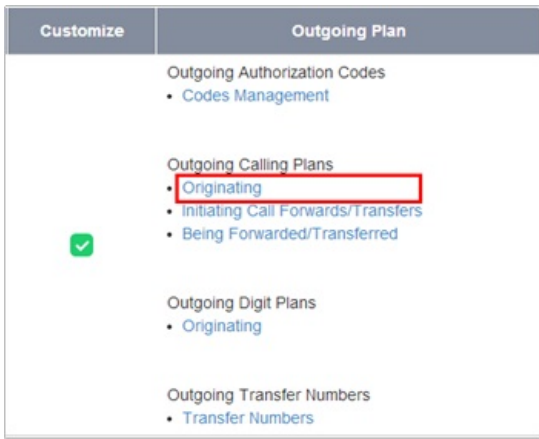 Customize Outgoing Plan
Outgoing Authorization Codes
• Codes Management
Outgoing Calling Plans
• Originating
• Initiating Call Forwards/Transfers
• Being Forwarded/Transferred
Outgoing Digit Plans
• Originating
Outgoing Transfer Numbers
• Transfer Numbers